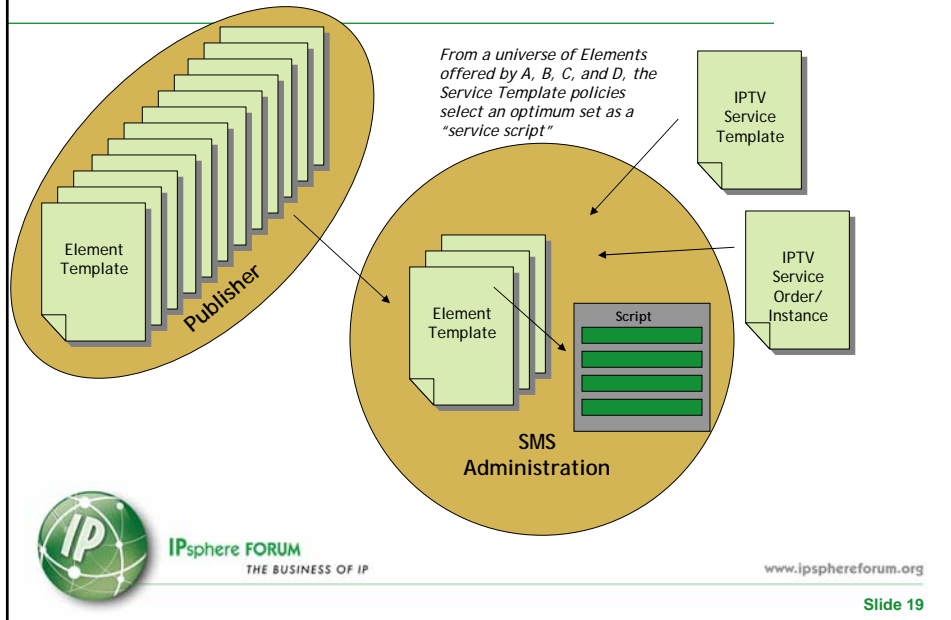 From a universe of Elements
offered by A, B, C, and D, the
Service Template policies
select an optimum set as a
"service script"
IPTV
Service
Template
Element
Template
Publisher
IPTV
Service
Order/
Instance
Element
Template
Script
SMS
Administration
IP
IPsphere FORUM
THE BUSINESS OF IP
www.ipsphereforum.org
Slide 19